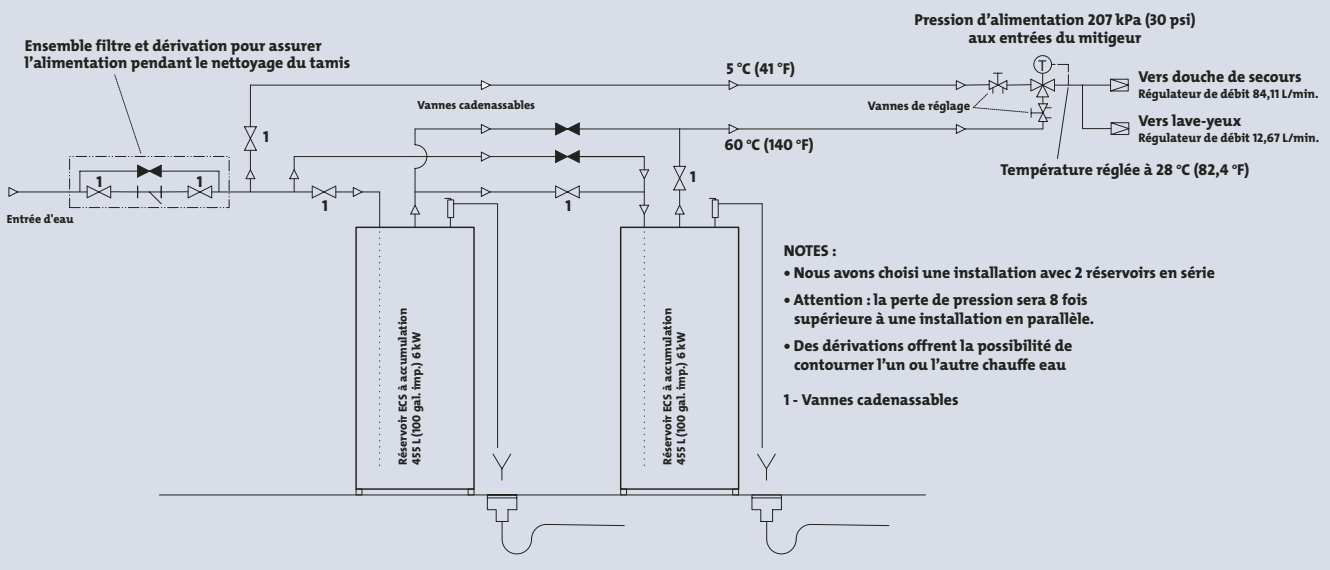 Pression d'alimentation 207 kPa (30 psi)
aux entrées du mitigeur
Ensemble filtre et dérivation pour assurer
l'alimentation pendant le nettoyage du tamis
5 °C (41 °F)
Vers douche de secours
Régulateur de débit 84,11 L/min.
Vannes cadenassables
Vannes de réglage
T
Vers lave-yeux
Régulateur de débit 12,67 L/min.
1
60 °C (140 °F)
Température réglée à 28 °C (82,4 °F)
1
1
1
1
1
Entrée d'eau
NOTES :
• Nous avons choisi une installation avec 2 réservoirs en série
• Attention : la perte de pression sera 8 fois
supérieure à une installation en parallèle.
• Des dérivations offrent la possibilité de
contourner l'un ou l'autre chauffe eau
1 - Vannes cadenassables
Réservoir ECS à accumulation
455 L (100 gal. imp.) 6 kW
Réservoir ECS à accumulation
455 L (100 gal. imp.) 6 kW